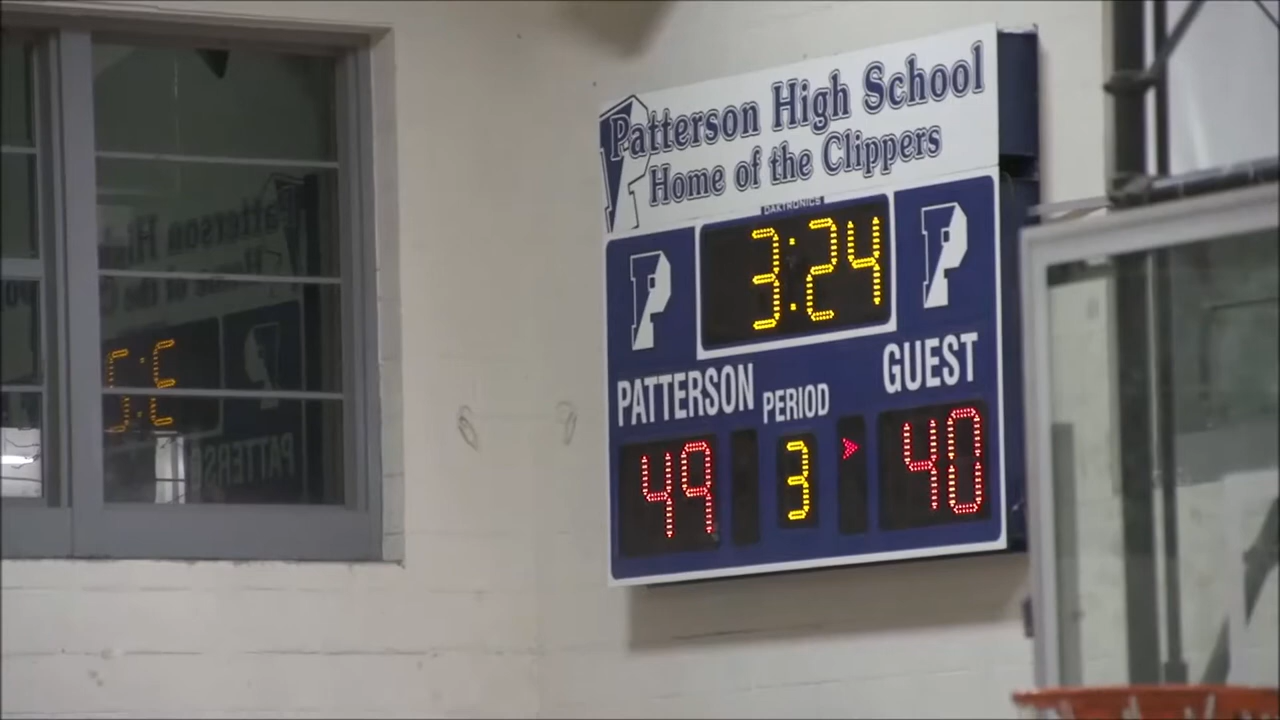 Patterson High School
Home of the Clippers
DAKTRONICS
P 3:24 P
PATTERSON PERIOD GUEST
49 3 40